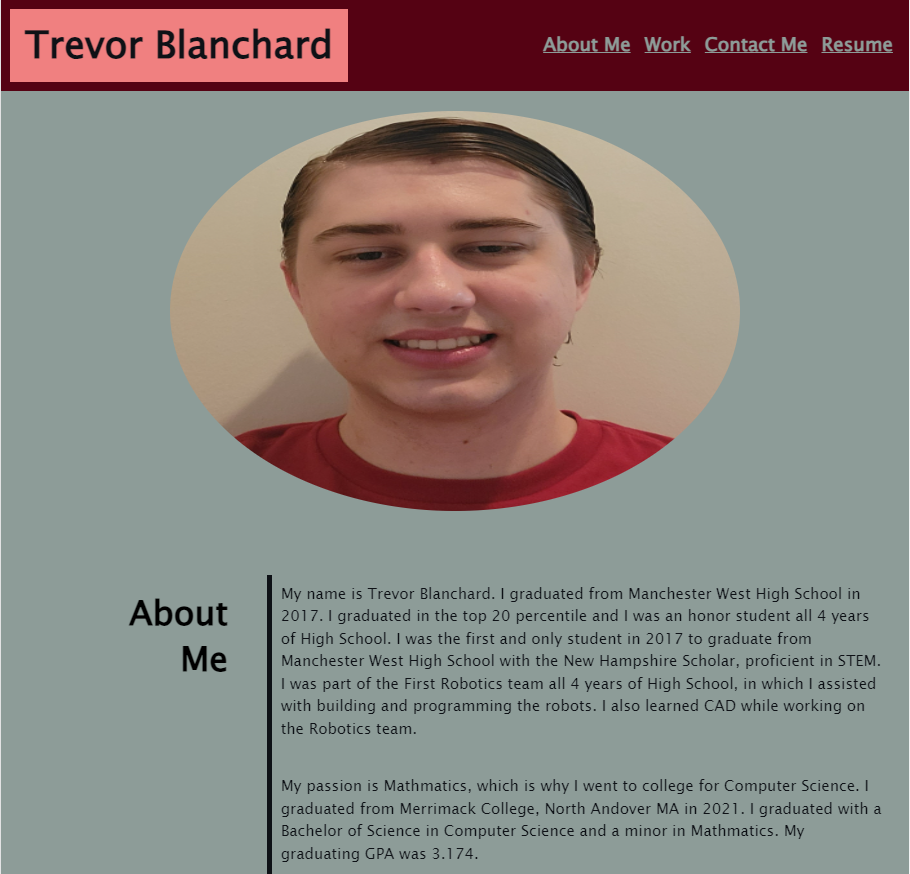 Trevor Blanchard
About Me Work Contact Me Resume
About
Me
My name is Trevor Blanchard. I graduated from Manchester West High School in
2017. I graduated in the top 20 percentile and I was an honor student all 4 years
of High School. I was the first and only student in 2017 to graduate from
Manchester West High School with the New Hampshire Scholar, proficient in STEM.
I was part of the First Robotics team all 4 years of High School, in which I assisted
with building and programming the robots. I also learned CAD while working on
the Robotics team.
My passion is Mathmatics, which is why I went to college for Computer Science. I
graduated from Merrimack College, North Andover MA in 2021. I graduated with a
Bachelor of Science in Computer Science and a minor in Mathmatics. My
graduating GPA was 3.174.